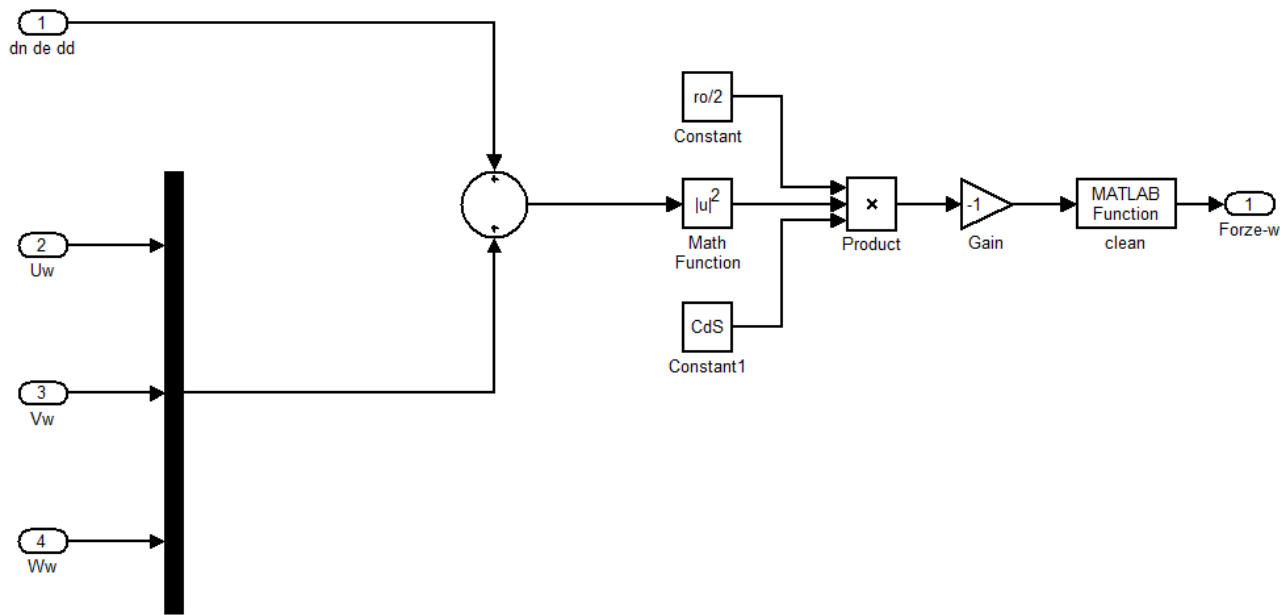 1
dn de dd
2
Uw
3
Vw
4
Ww
+
+
ro/2
Constant
|u|²
Math
Function
CdS
Constant1
×
Product
-1
Gain
MATLAB
Function
clean
1
Forze-w